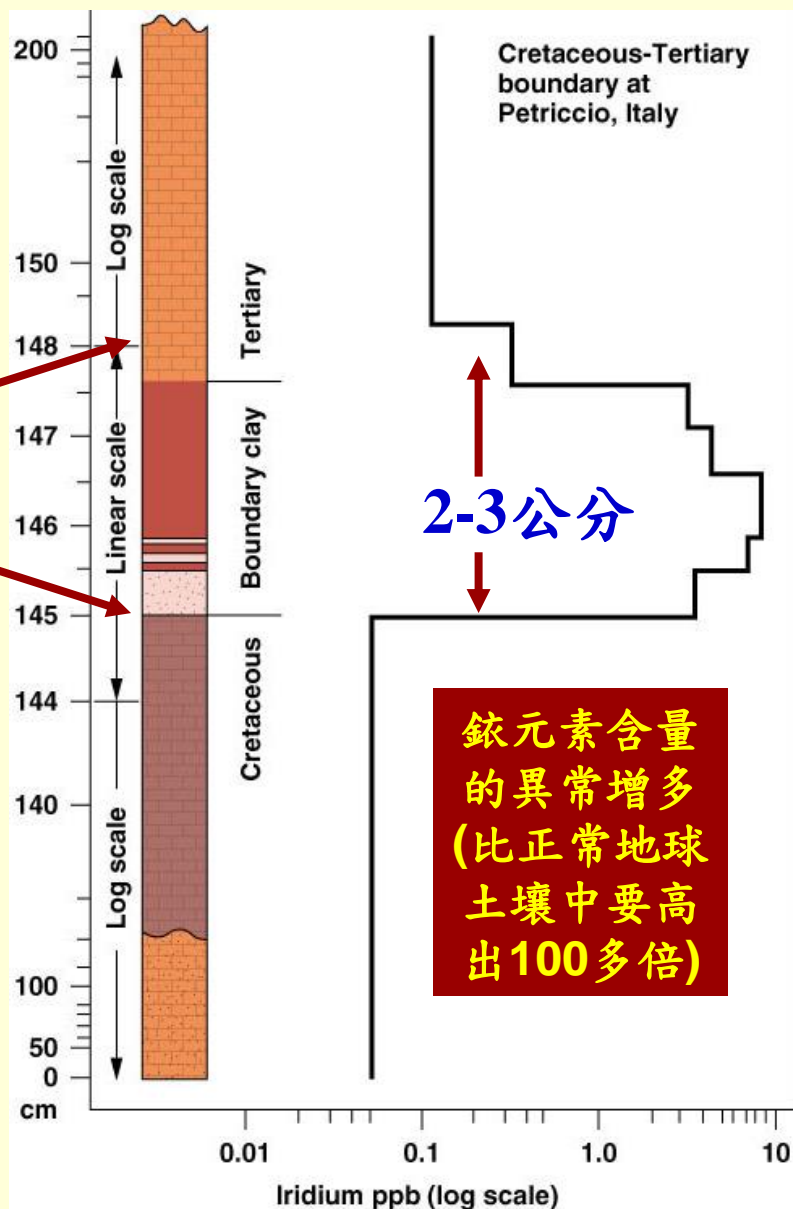 Cretaceous-Tertiary
boundary at
Petriccio, Italy
200
150
148
147
146
145
144
140
100
50
0
cm
Log scale
Linear scale
Log scale
Tertiary
Boundary clay
Cretaceous
2-3公分
銥元素含量
的異常增多
(比正常地球
土壤中要高
出100多倍)
0.01
0.1
1.0
10
Iridium ppb (log scale)